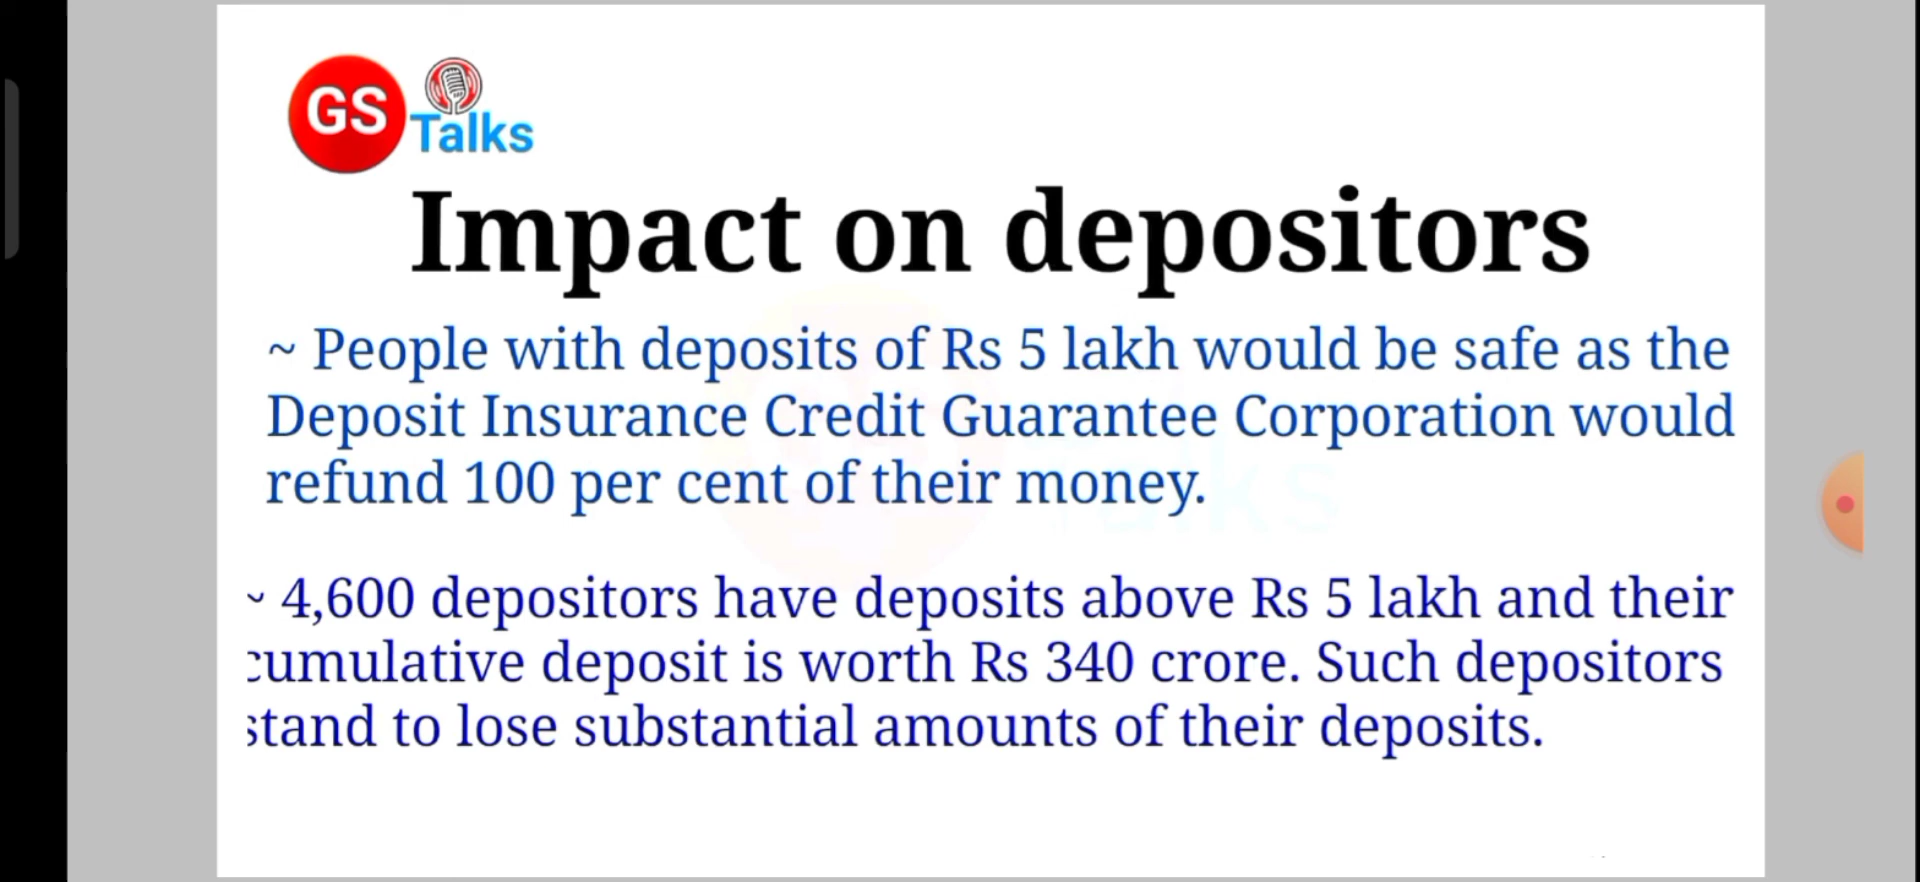 GS Talks
Impact on depositors
~ People with deposits of Rs 5 lakh would be safe as the
Deposit Insurance Credit Guarantee Corporation would
refund 100 per cent of their money.
~ 4,600 depositors have deposits above Rs 5 lakh and their
cumulative deposit is worth Rs 340 crore. Such depositors
stand to lose substantial amounts of their deposits.